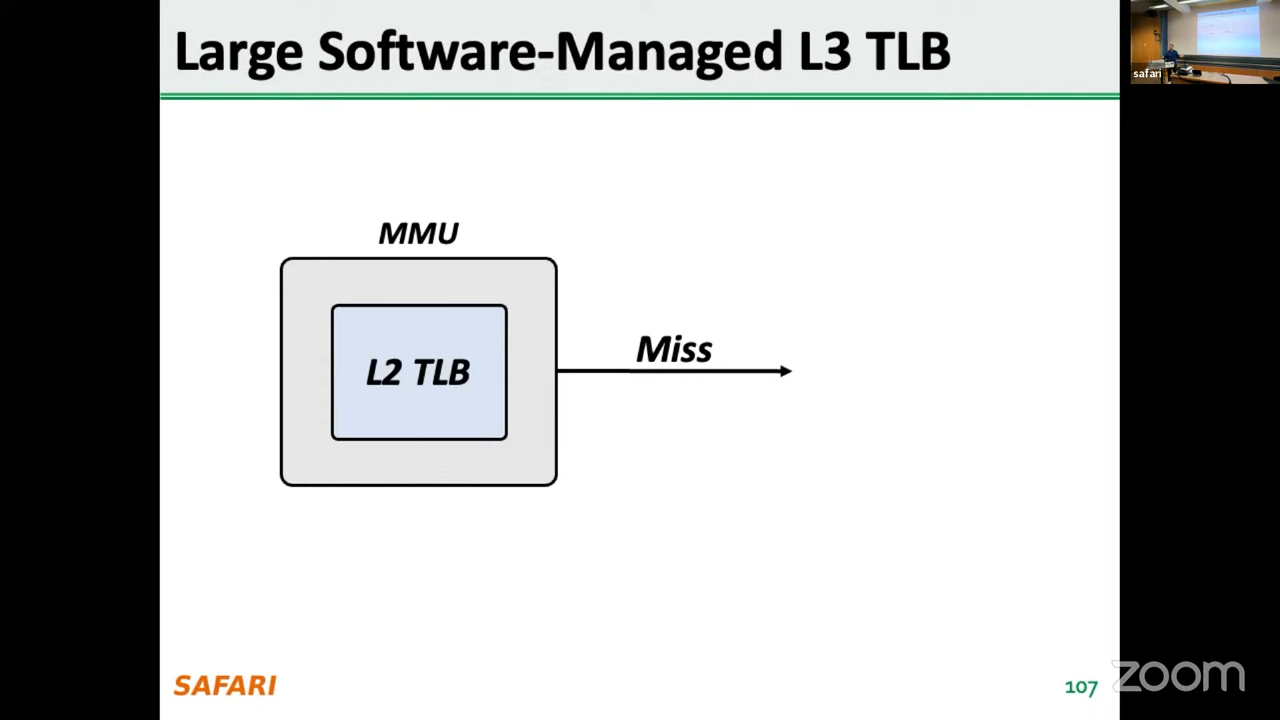 Large Software-Managed L3 TLB
safari
MMU
L2 TLB
Miss
SAFARI
107
zoom